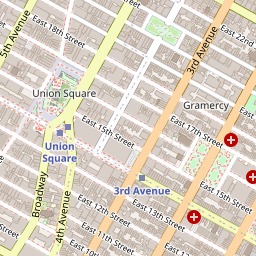 5th Avenue
East 18th Street
3rd Avenue
East 22nd
Union Square
Gramercy
East 15th Street
East 17th Street
Union
Square
Broadway
4th Avenue
3rd Avenue
East 12th Street
East 13th Street
East 15th Street